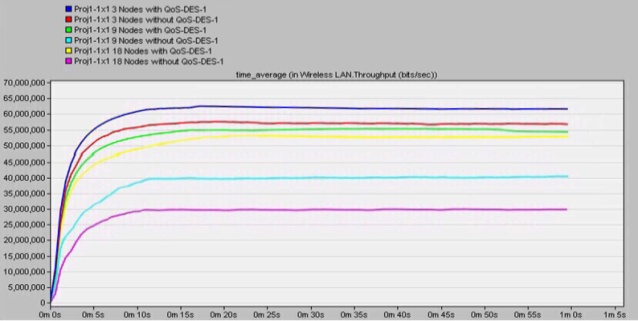 Proj1-1x1 3 Nodes with QoS-DES-1
Proj1-1x1 3 Nodes without QoS-DES-1
Proj1-1x1 9 Nodes with QoS-DES-1
Proj1-1x1 9 Nodes without QoS-DES-1
Proj1-1x1 18 Nodes with QoS-DES-1
Proj1-1x1 18 Nodes without QoS-DES-1
time_average (in Wireless LAN.Throughput (bits/sec))
70,000,000
65,000,000
60,000,000
55,000,000
50,000,000
45,000,000
40,000,000
35,000,000
30,000,000
25,000,000
20,000,000
15,000,000
10,000,000
5,000,000
0
0m 0s 0m 5s 0m 10s 0m 15s 0m 20s 0m 25s 0m 30s 0m 35s 0m 40s 0m 45s 0m 50s 0m 55s 1m 0s 1m 5s